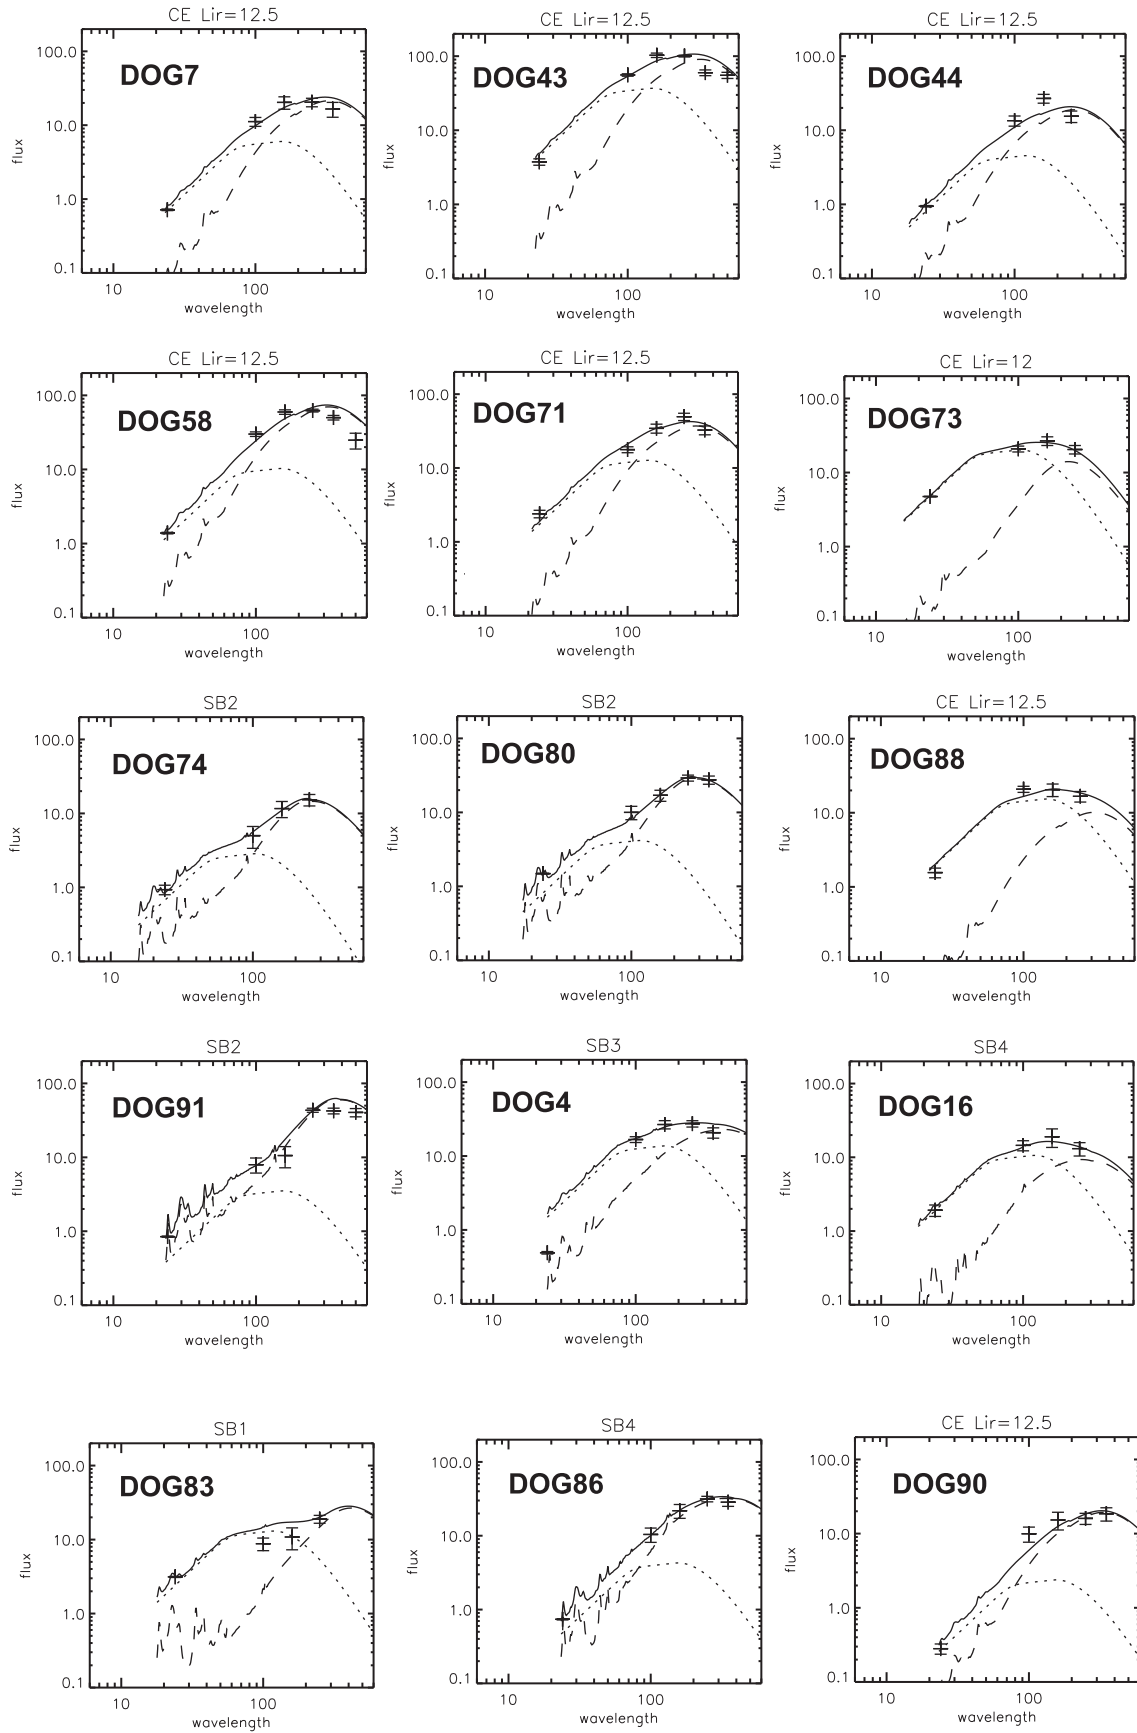 CE Lir=12.5
CE Lir=12.5
CE Lir=12.5
100.0
10.0
1.0
0.1
flux
DOG7
10
100
wavelength
100.0
10.0
1.0
0.1
flux
DOG43
10
100
wavelength
100.0
10.0
1.0
0.1
flux
DOG44
10
100
wavelength
CE Lir=12.5
CE Lir=12.5
CE Lir=12
100.0
10.0
1.0
0.1
flux
DOG58
10
100
wavelength
100.0
10.0
1.0
0.1
flux
DOG71
10
100
wavelength
100.0
10.0
1.0
0.1
flux
DOG73
10
100
wavelength
SB2
SB2
CE Lir=12.5
100.0
10.0
1.0
0.1
flux
DOG74
10
100
wavelength
100.0
10.0
1.0
0.1
flux
DOG80
10
100
wavelength
100.0
10.0
1.0
0.1
flux
DOG88
10
100
wavelength
SB2
SB3
SB4
100.0
10.0
1.0
0.1
flux
DOG91
10
100
wavelength
100.0
10.0
1.0
0.1
flux
DOG4
10
100
wavelength
100.0
10.0
1.0
0.1
flux
DOG16
10
100
wavelength
SB1
SB4
CE Lir=12.5
100.0
10.0
1.0
0.1
flux
DOG83
10
100
wavelength
100.0
10.0
1.0
0.1
flux
DOG86
10
100
wavelength
100.0
10.0
1.0
0.1
flux
DOG90
10
100
wavelength